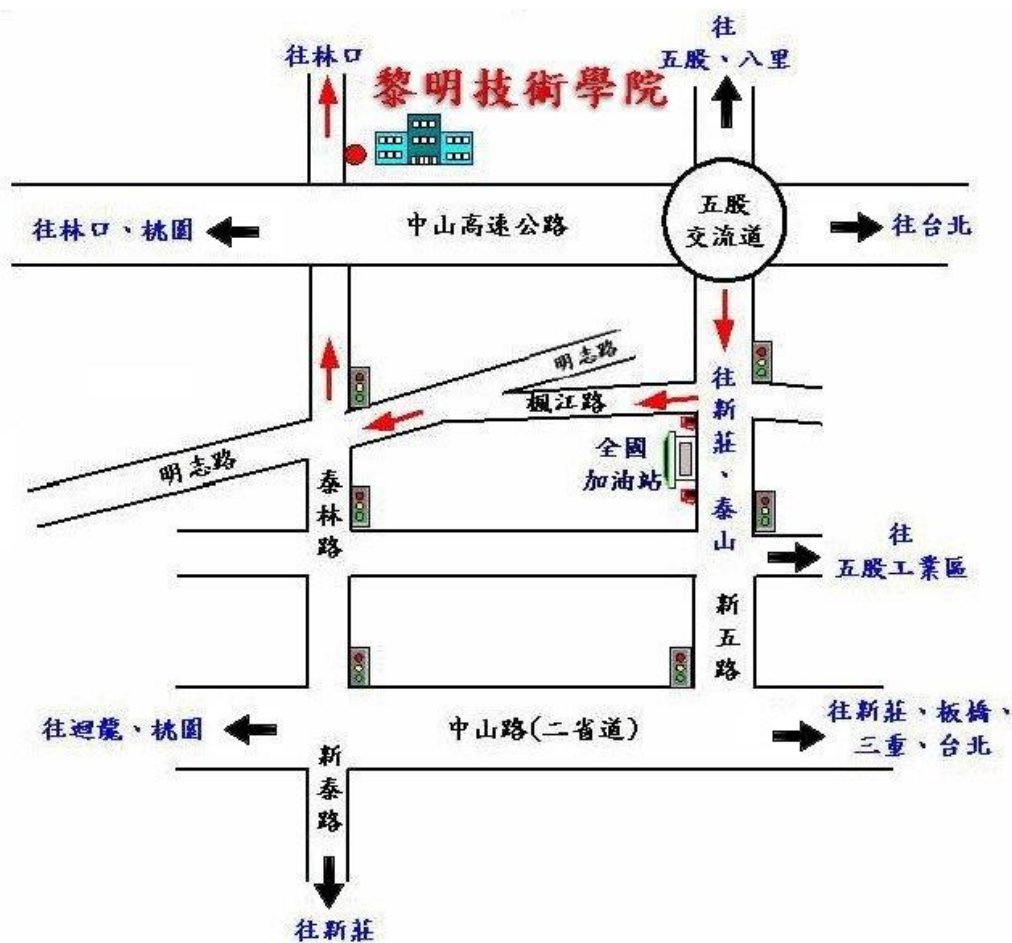 往林口
往
五股、八里
黎明技術學院
往林口、桃園
中山高速公路
五股
交流道
往台北
明志路
楓江路
往新莊、泰山
全國
加油站
明志路
泰林路
往
五股工業區
新五路
往迴龍、桃園
中山路(二省道)
往新莊、板橋、
三重、台北
新泰路
往新莊